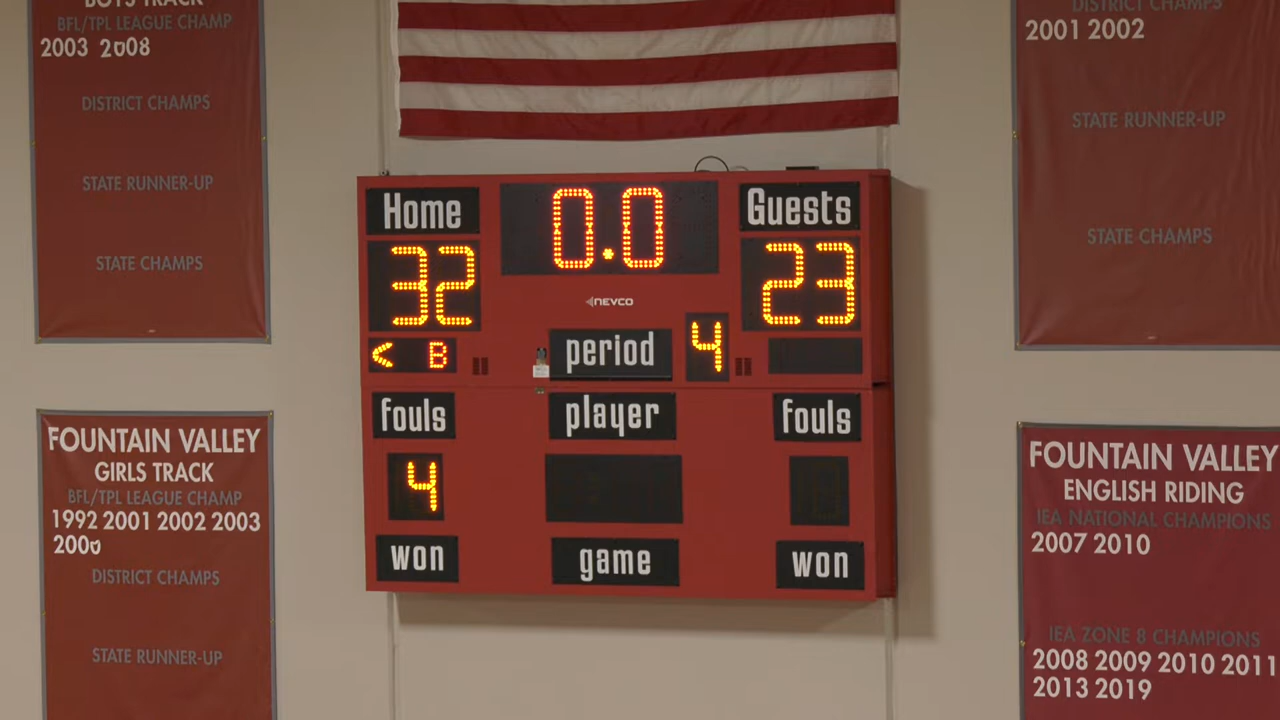 BOYS TRACK
BFL/TPL LEAGUE CHAMP
2003 2008
DISTRICT CHAMPS
STATE RUNNER-UP
STATE CHAMPS
FOUNTAIN VALLEY
GIRLS TRACK
BFL/TPL LEAGUE CHAMP
1992 2001 2002 2003
DISTRICT CHAMPS
STATE RUNNER-UP
Home
0.0
Guests
32
23
NEVCO
< B
period
4
fouls
player
fouls
4
won
game
won
DISTRICT CHAMPS
2001 2002
STATE RUNNER-UP
STATE CHAMPS
FOUNTAIN VALLEY
ENGLISH RIDING
IEA NATIONAL CHAMPIONS
2007 2010
IEA ZONE 8 CHAMPIONS
2008 2009 2010 2011
2013 2019